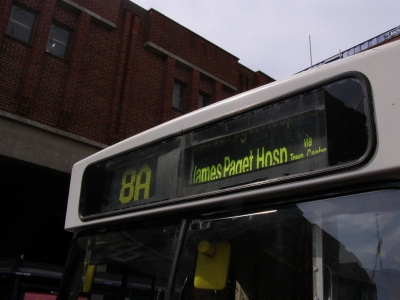 8A James Paget Hosp via
Town Centre